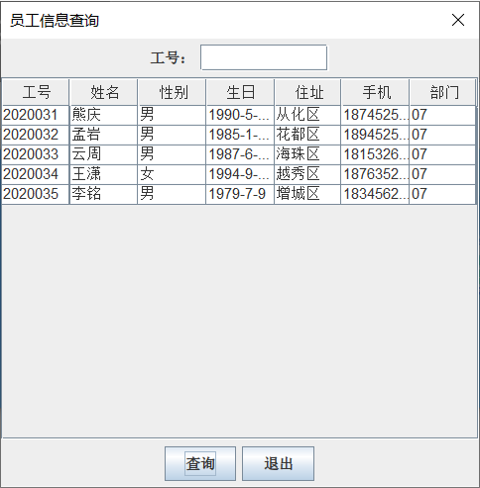 员工信息查询
工号：
工号 姓名 性别 生日 住址 手机 部门
2020031 熊庆 男 1990-5-... 从化区 1874525... 07
2020032 孟岩 男 1985-1-... 花都区 1894525... 07
2020033 云周 男 1987-6-... 海珠区 1815326... 07
2020034 王潇 女 1994-9-... 越秀区 1876352... 07
2020035 李铭 男 1979-7-9 增城区 1834562... 07
查询 退出